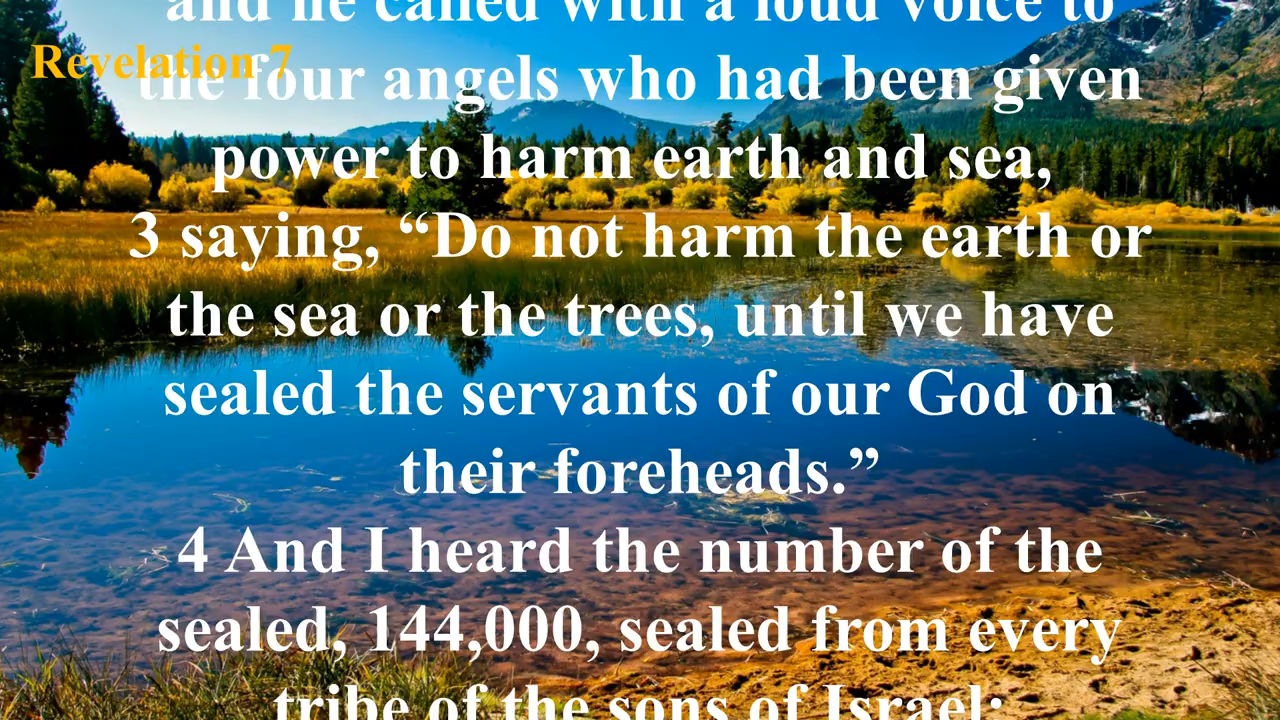 and he called with a loud voice to
Revelation 7
the four angels who had been given
power to harm earth and sea,
3 saying, “Do not harm the earth or
the sea or the trees, until we have
sealed the servants of our God on
their foreheads.”
4 And I heard the number of the
sealed, 144,000, sealed from every
tribe of the sons of Israel: